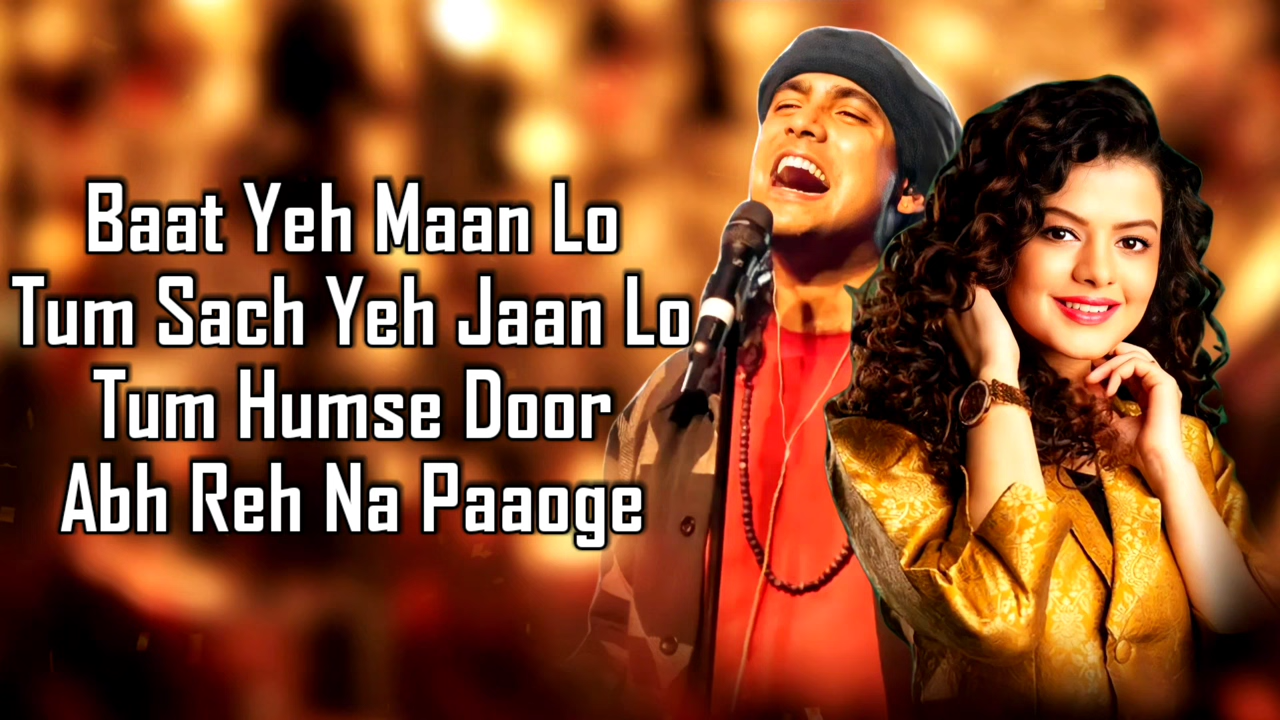 Baat Yeh Maan Lo
Tum Sach Yeh Jaan Lo
Tum Humse Door
Abh Reh Na Paaoge